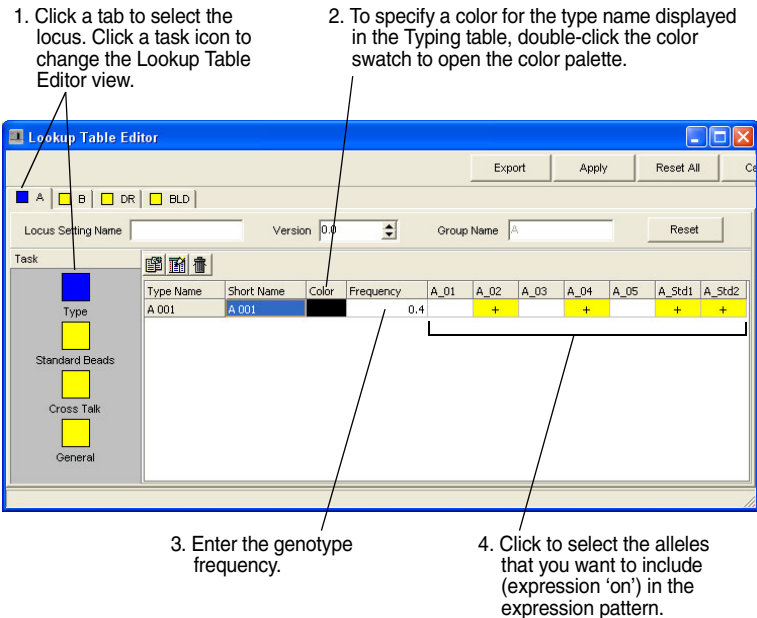 1. Click a tab to select the
locus. Click a task icon to
change the Lookup Table
Editor view.
2. To specify a color for the type name displayed
in the Typing table, double-click the color
swatch to open the color palette.
Lookup Table Editor
Export Apply Reset All Ce
A B DR BLD
Locus Setting Name Version 0.0 Group Name A Reset
Task
Type
Standard Beads
Cross Talk
General
Type Name Short Name Color Frequency A_01 A_02 A_03 A_04 A_05 A_Std1 A_Std2
A 001 A 001 0.4 + + + +
3. Enter the genotype
frequency.
4. Click to select the alleles
that you want to include
(expression ‘on’) in the
expression pattern.